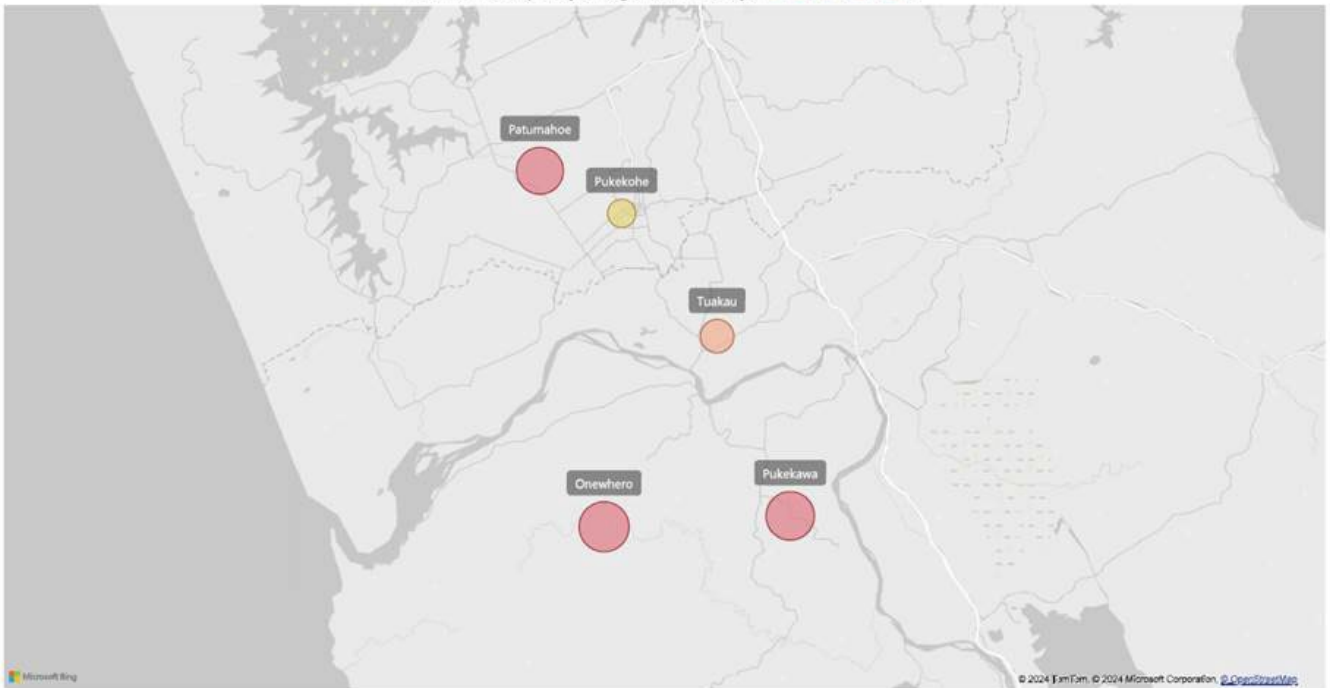 Patumahoe
Pukekohe
Tuakau
Pukekawa
Onewhero
Microsoft Bing
© 2024 TomTom, © 2024 Microsoft Corporation, © OpenStreetMap